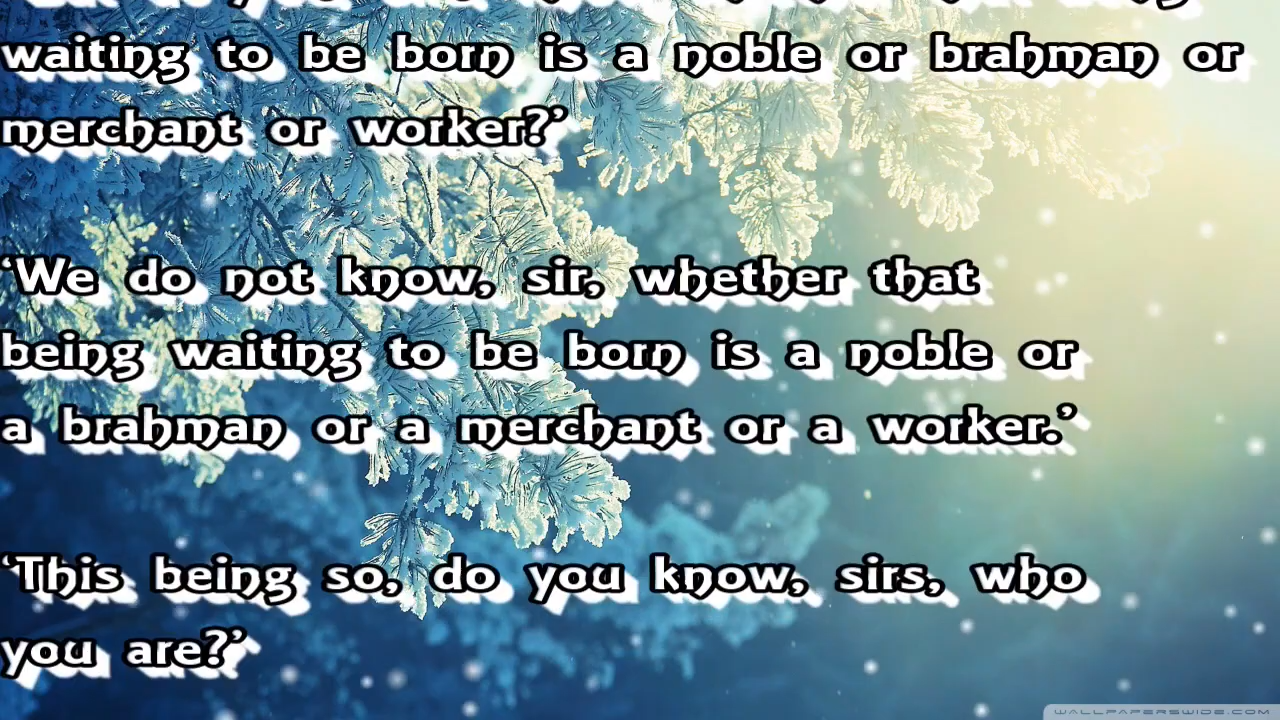 waiting to be born is a noble or brahman or
merchant or worker?’
‘We do not know, sir, whether that
being waiting to be born is a noble or
a brahman or a merchant or a worker.’
‘This being so, do you know, sirs, who
you are?’
WALLPAPERSWIDE.COM